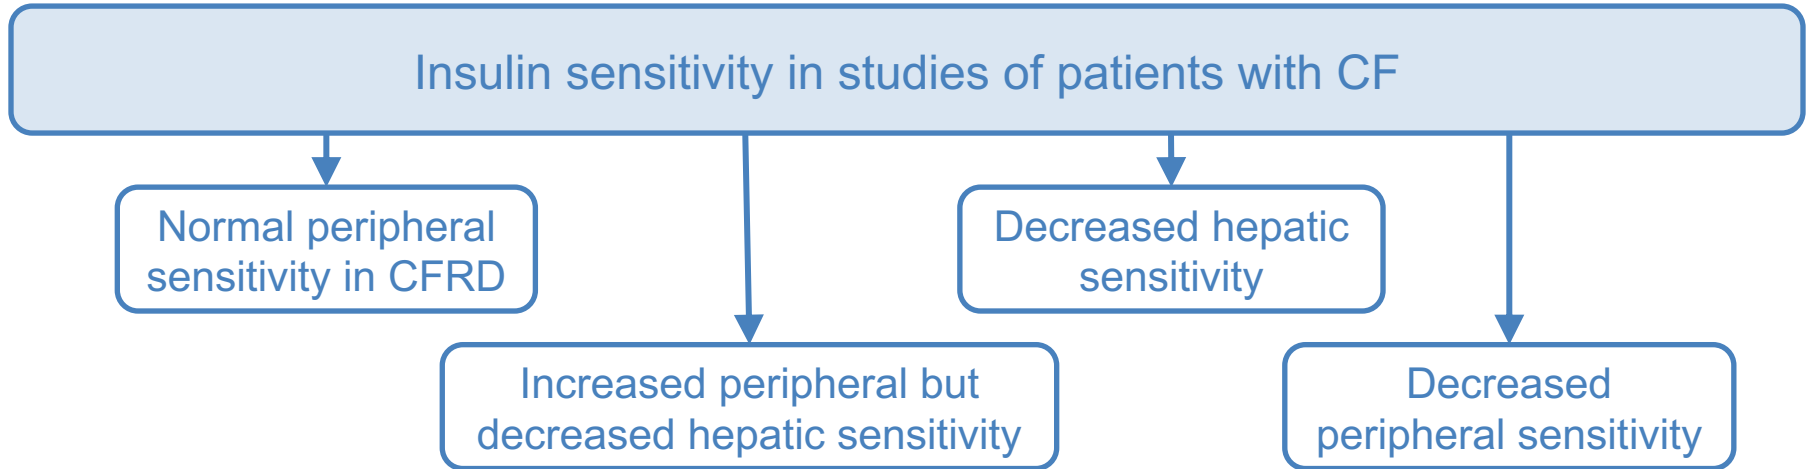 Insulin sensitivity in studies of patients with CF
Normal peripheral
sensitivity in CFRD
Decreased hepatic
sensitivity
Increased peripheral but
decreased hepatic sensitivity
Decreased
peripheral sensitivity